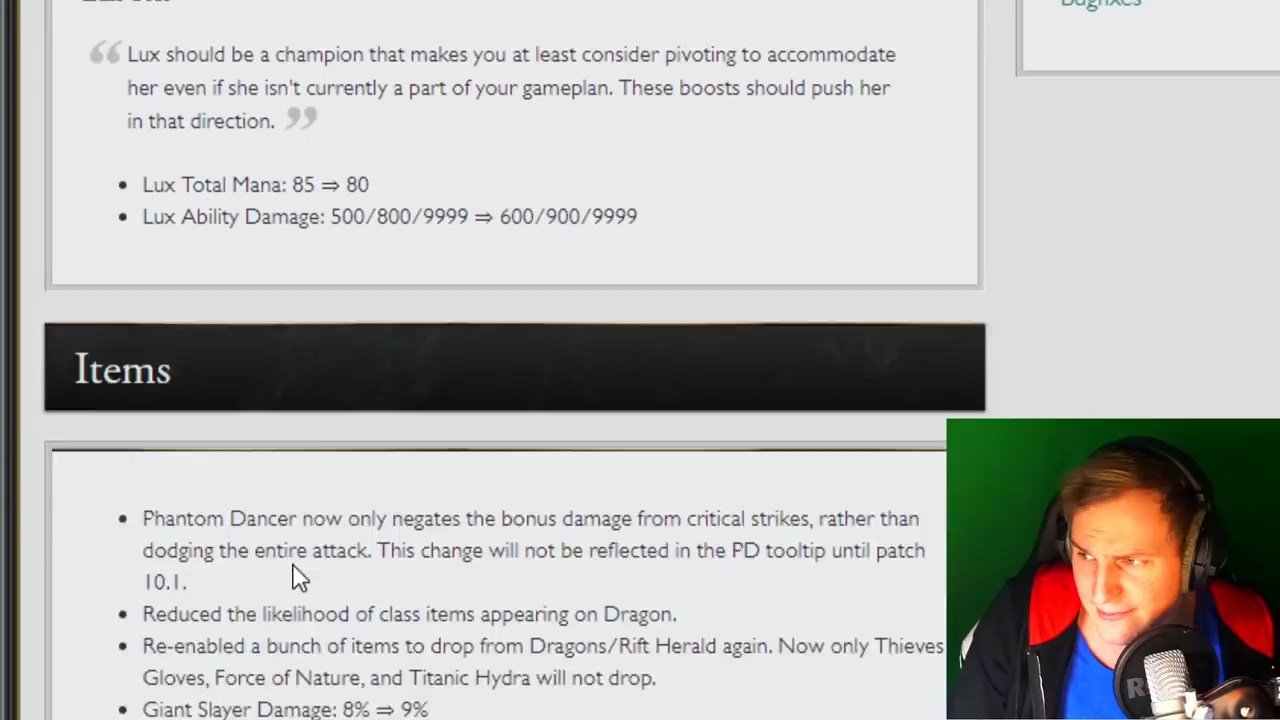 Bugfixes
Lux should be a champion that makes you at least consider pivoting to accommodate
her even if she isn't currently a part of your gameplan. These boosts should push her
in that direction.
• Lux Total Mana: 85 ⇒ 80
• Lux Ability Damage: 500/800/9999 ⇒ 600/900/9999
Items
• Phantom Dancer now only negates the bonus damage from critical strikes, rather than
dodging the entire attack. This change will not be reflected in the PD tooltip until patch
10.1.
• Reduced the likelihood of class items appearing on Dragon.
• Re-enabled a bunch of items to drop from Dragons/Rift Herald again. Now only Thieves
Gloves, Force of Nature, and Titanic Hydra will not drop.
• Giant Slayer Damage: 8% ⇒ 9%